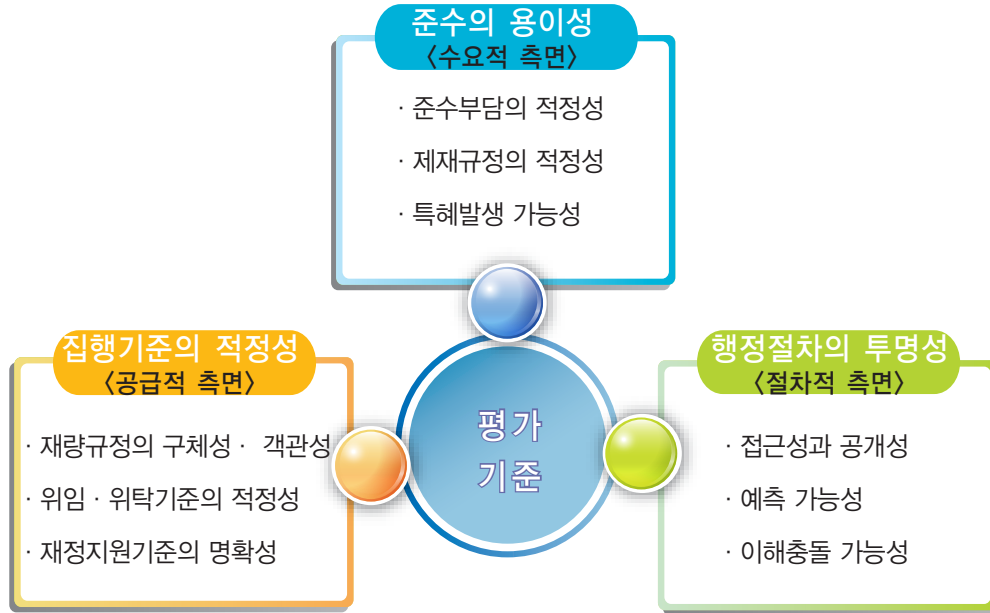 준수의 용이성
〈수요적 측면〉
· 준수부담의 적정성
· 제재규정의 적정성
· 특혜발생 가능성
집행기준의 적정성
〈공급적 측면〉
· 재량규정의 구체성 · 객관성
· 위임 · 위탁기준의 적정성
· 재정지원기준의 명확성
평가
기준
행정절차의 투명성
〈절차적 측면〉
· 접근성과 공개성
· 예측 가능성
· 이해충돌 가능성